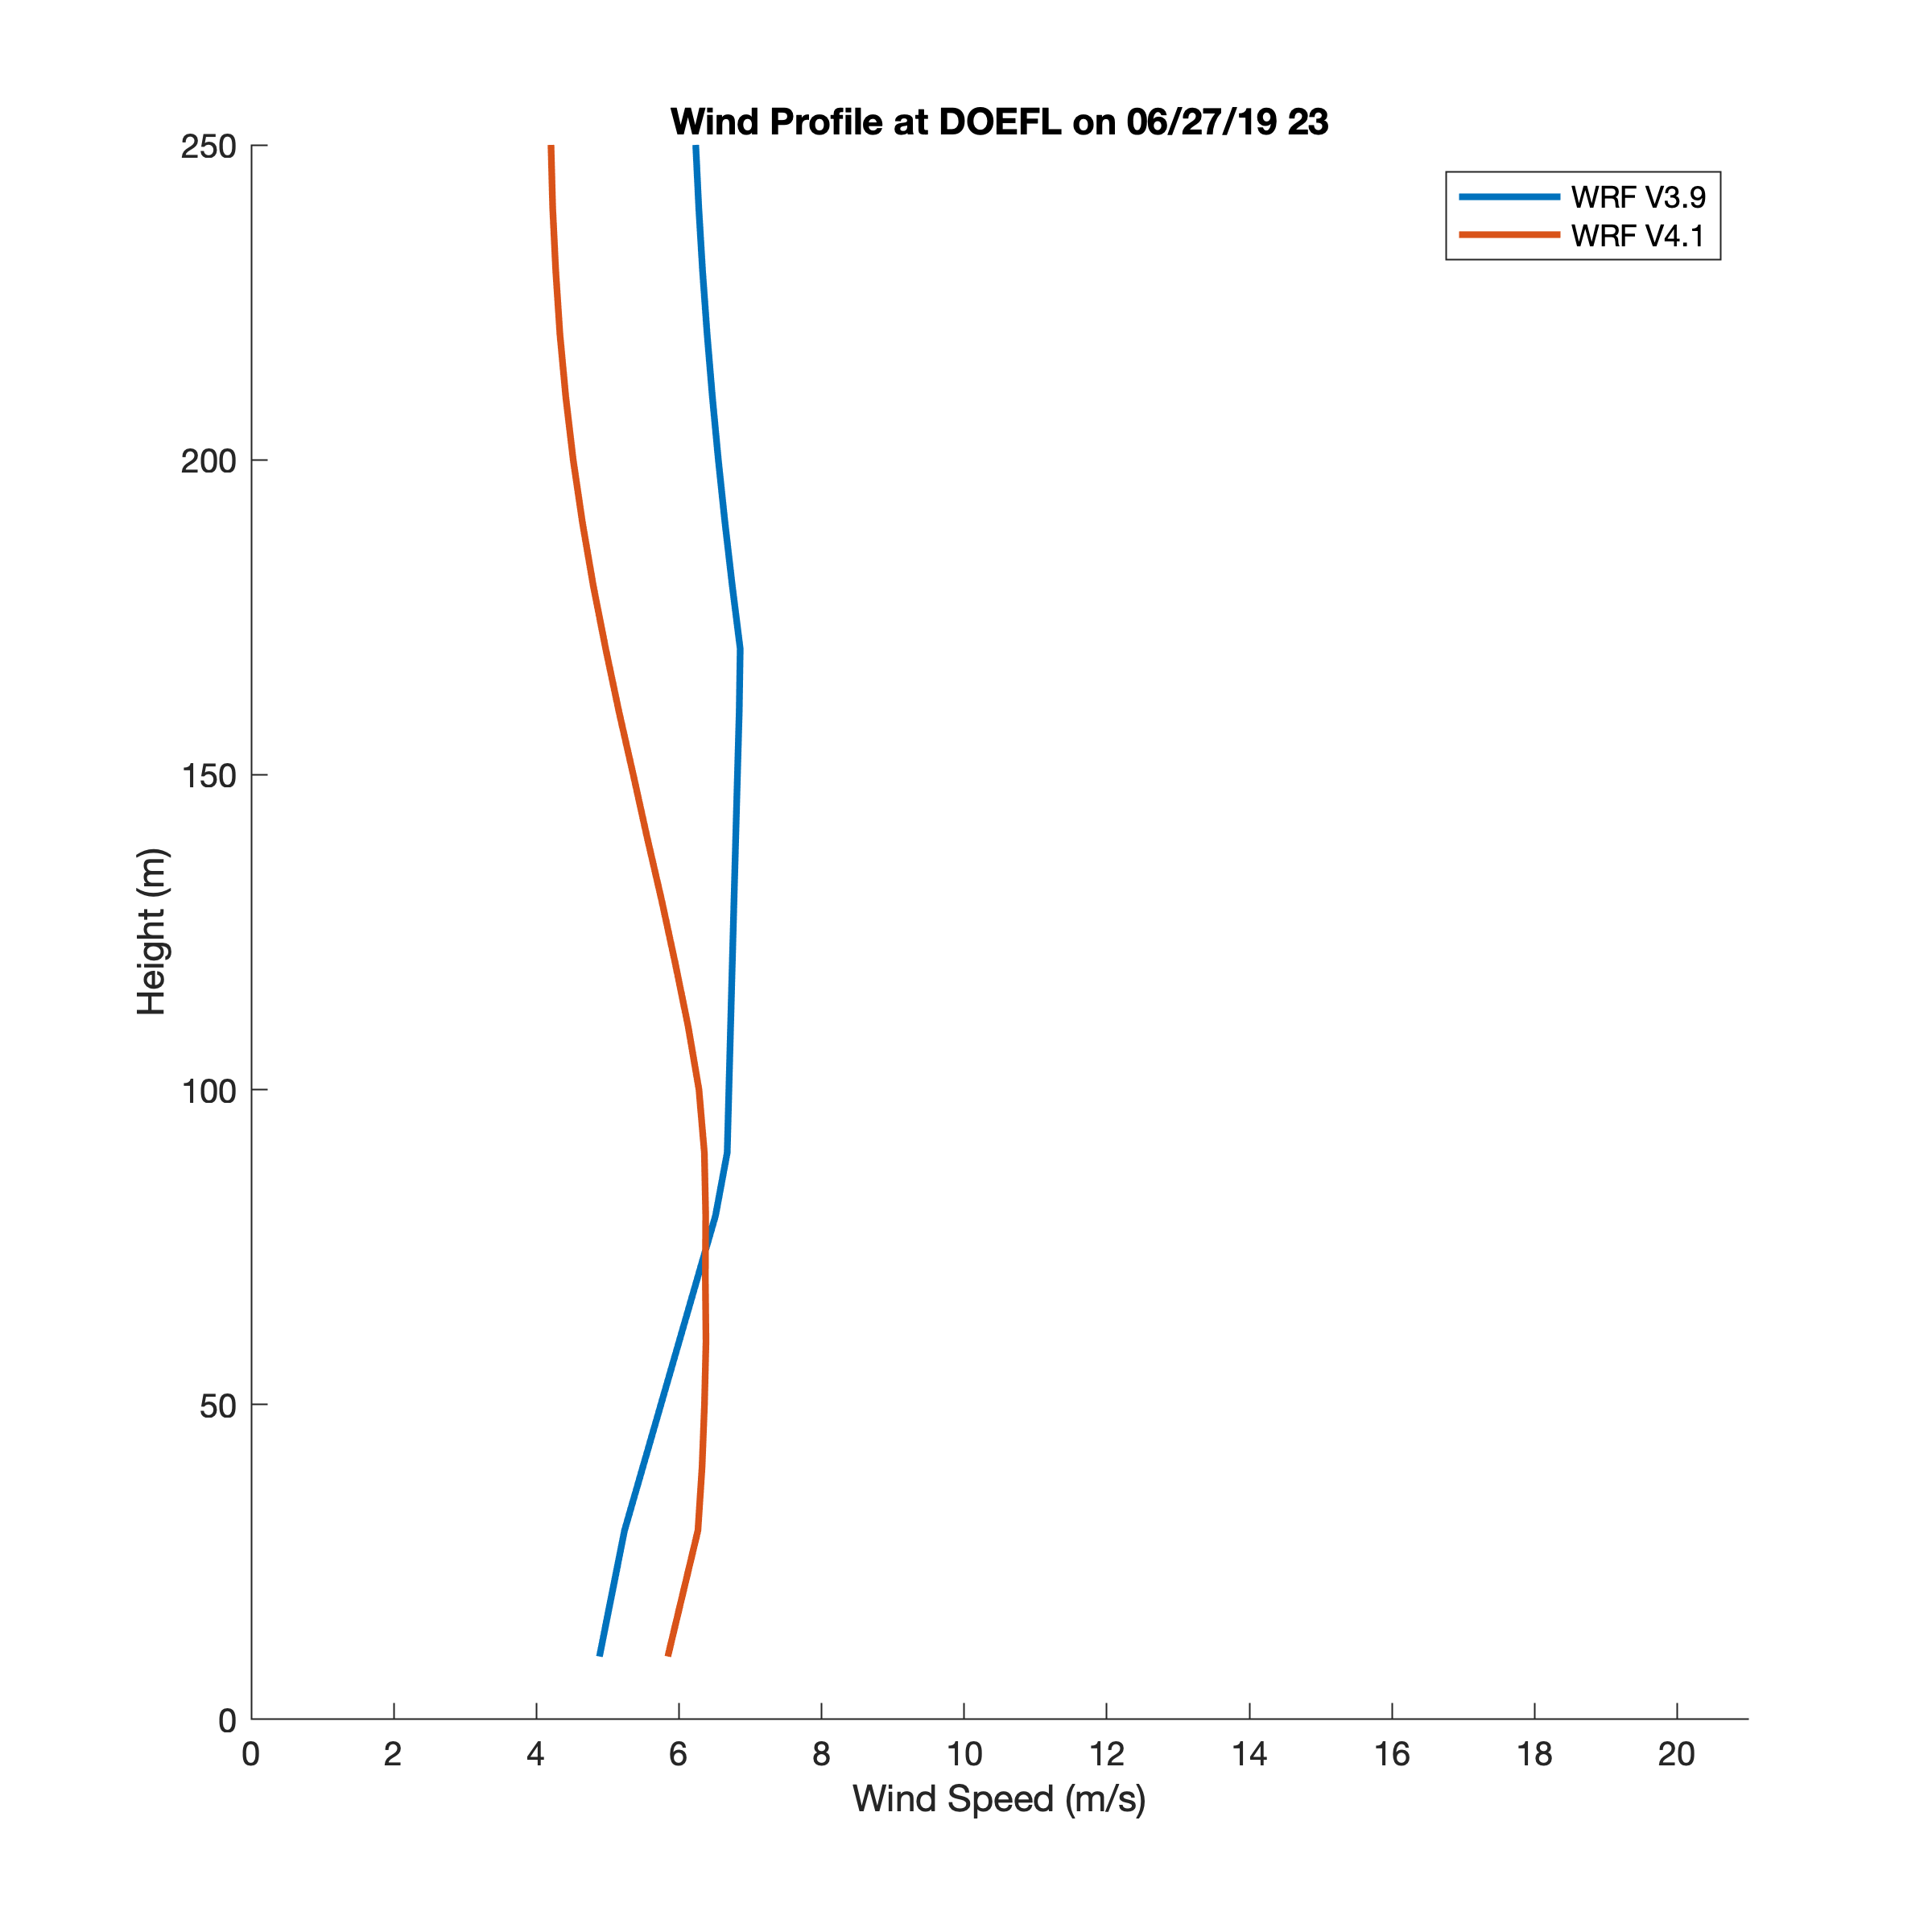 Wind Profile at DOEFL on 06/27/19 23
WRF V3.9
WRF V4.1
250
200
150
100
50
0
Height (m)
0 2 4 6 8 10 12 14 16 18 20
Wind Speed (m/s)